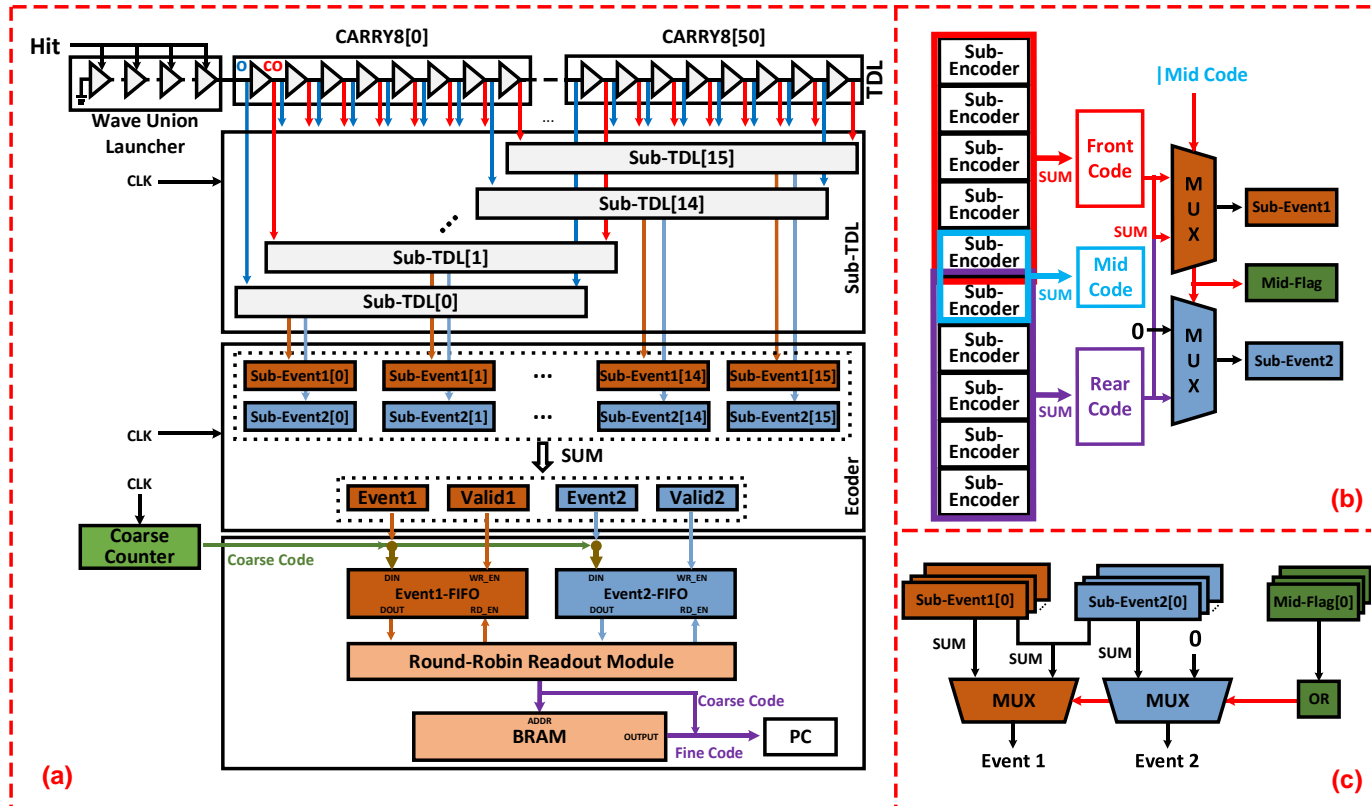 Hit
CARRY8[0]
CARRY8[50]
O
CO
TDL
...
Wave Union
Launcher
Sub-TDL[15]
CLK
Sub-TDL[14]
Sub-TDL[1]
Sub-TDL[0]
Sub-TDL
Sub-Event1[0]
Sub-Event1[1]
...
Sub-Event1[14]
Sub-Event1[15]
Sub-Event2[0]
Sub-Event2[1]
...
Sub-Event2[14]
Sub-Event2[15]
CLK
SUM
Event1
Valid1
Event2
Valid2
Ecoder
CLK
Coarse
Counter
Coarse Code
DIN
WR_EN
Event1-FIFO
DOUT
RD_EN
DIN
WR_EN
Event2-FIFO
DOUT
RD_EN
Round-Robin Readout Module
Coarse Code
ADDR
BRAM
OUTPUT
Fine Code
PC
(a)
Sub-
Encoder
Sub-
Encoder
Sub-
Encoder
Sub-
Encoder
Sub-
Encoder
Sub-
Encoder
Sub-
Encoder
Sub-
Encoder
Sub-
Encoder
Sub-
Encoder
|Mid Code
SUM
Front
Code
MUX
Sub-Event1
SUM
SUM
Mid
Code
Mid-Flag
0
MUX
Sub-Event2
SUM
Rear
Code
(b)
Sub-Event1[0]
Sub-Event2[0]
Mid-Flag[0]
SUM
SUM
SUM
0
MUX
MUX
OR
Event 1
Event 2
(c)